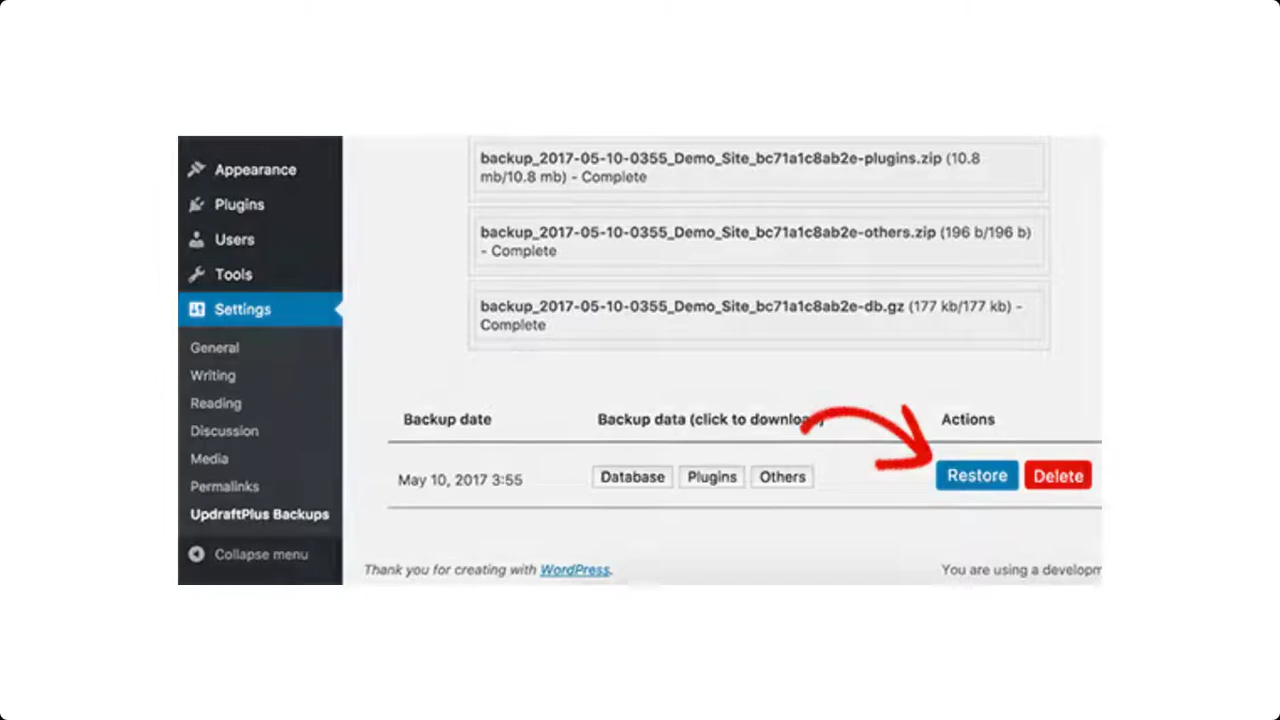 Appearance
Plugins
Users
Tools
Settings
General
Writing
Reading
Discussion
Media
Permalinks
UpdraftPlus Backups
Collapse menu
backup_2017-05-10-0355_Demo_Site_bc71a1c8ab2e-plugins.zip (10.8
mb/10.8 mb) - Complete
backup_2017-05-10-0355_Demo_Site_bc71a1c8ab2e-others.zip (196 b/196 b)
- Complete
backup_2017-05-10-0355_Demo_Site_bc71a1c8ab2e-db.gz (177 kb/177 kb) -
Complete
Backup date Backup data (click to download) Actions
May 10, 2017 3:55 Database Plugins Others Restore Delete
Thank you for creating with WordPress. You are using a developm